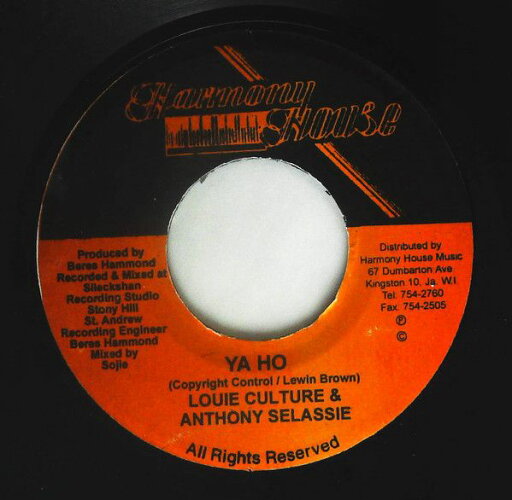 Harmony
House
Produced by
Beres Hammond
Recorded & Mixed at
Sileckshan
Recording Studio
Stony Hill
St. Andrew
Recording Engineer
Beres Hammond
Mixed by
Sojie
Distributed by
Harmony House Music
67 Dumbarton Ave
Kingston 10, Ja. W.I.
Tel: 754-2760
Fax: 754-2505
℗
©
YA HO
(Copyright Control / Lewin Brown)
LOUIE CULTURE &
ANTHONY SELASSIE
All Rights Reserved